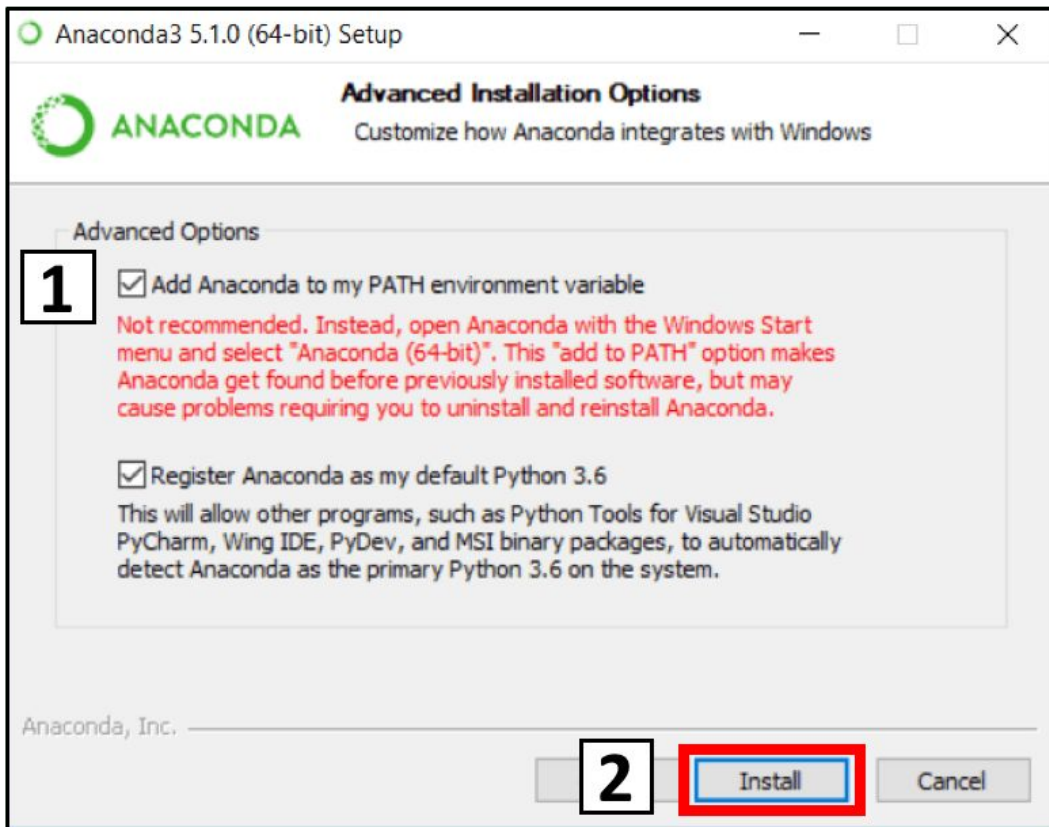 Anaconda3 5.1.0 (64-bit) Setup
ANACONDA
Advanced Installation Options
Customize how Anaconda integrates with Windows
Advanced Options
1
Add Anaconda to my PATH environment variable
Not recommended. Instead, open Anaconda with the Windows Start
menu and select "Anaconda (64-bit)". This "add to PATH" option makes
Anaconda get found before previously installed software, but may
cause problems requiring you to uninstall and reinstall Anaconda.
Register Anaconda as my default Python 3.6
This will allow other programs, such as Python Tools for Visual Studio
PyCharm, Wing IDE, PyDev, and MSI binary packages, to automatically
detect Anaconda as the primary Python 3.6 on the system.
Anaconda, Inc.
2
Install
Cancel